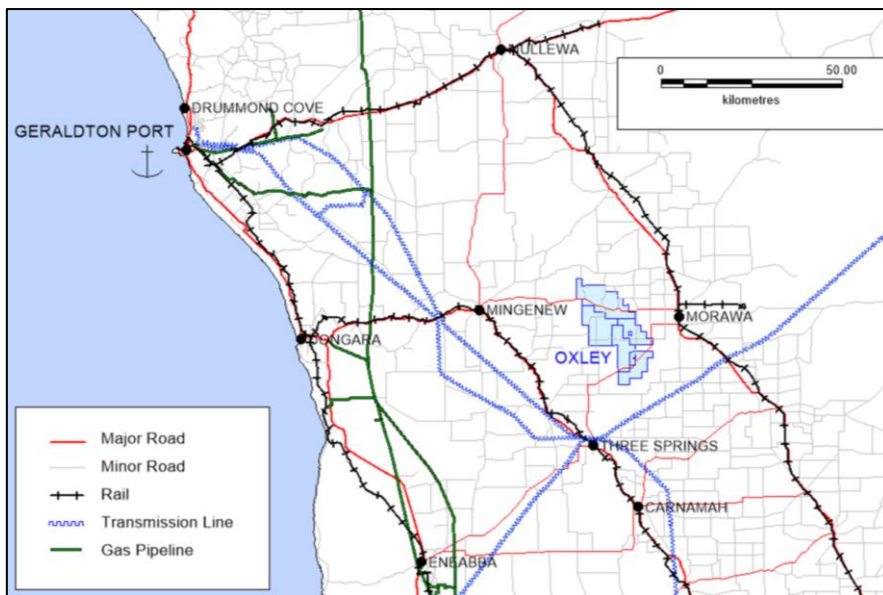 MULLEWA
0 50.00
kilometres
DRUMMOND COVE
GERALDTON PORT
MINGENEW
MORAWA
DONGARA
OXLEY
THREE SPRINGS
CARNAMAH
ENEABBA
Major Road
Minor Road
Rail
Transmission Line
Gas Pipeline